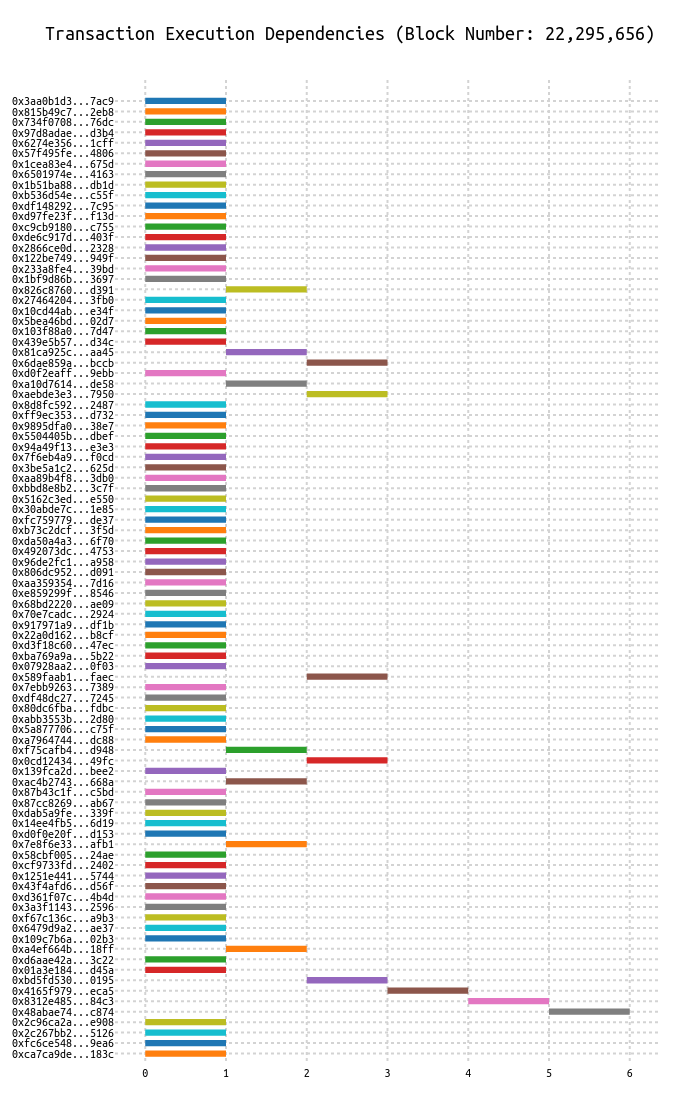 Transaction Execution Dependencies (Block Number: 22,295,656)
0x3aa0b1d3...7ac9
0x815b49c7...2eb8
0x734f0708...76dc
0x97d8adae...d3b4
0x6274e356...1cff
0x57f495fe...4806
0x1cea83e4...675d
0x6501974e...4163
0x1b51ba88...db1d
0xb536d54e...c55f
0xdf148292...7c95
0xd97fe23f...f13d
0xc9cb9180...c755
0xde6c917d...403f
0x2866ce0d...2328
0x122be749...949f
0x233a8fe4...39bd
0x1bf9d86b...3697
0x826c8760...d391
0x27464204...3fb0
0x10cd44ab...e34f
0x5bea46bd...02d7
0x103f88a0...7d47
0x439e5b57...d34c
0x81ca925c...aa45
0x6dae859a...bccb
0xd0f2eaff...9ebb
0xa10d7614...de58
0xaebde3e3...7950
0x8d8fc592...2487
0xff9ec353...d732
0x9895dfa0...38e7
0x5504405b...dbef
0x94a49f13...e3e3
0x7f6eb4a9...f0cd
0x3be5a1c2...625d
0xaa89b4f8...3db0
0xbbd8e8b2...3c7f
0x5162c3ed...e550
0x30abde7c...1e85
0xfc759779...de37
0xb73c2dcf...3f5d
0xda50a4a3...6f70
0x492073dc...4753
0x96de2fc1...a958
0x806dc952...d091
0xaa359354...7d16
0xe859299f...8546
0x68bd2220...ae09
0x70e7cadc...2924
0x917971a9...df1b
0x22a0d162...b8cf
0xd3f18c60...47ec
0xba769a9a...5b22
0x07928aa2...0f03
0x589faab1...faec
0x7ebb9263...7389
0xdf48dc27...7245
0x80dc6fba...fdbc
0xabb3553b...2d80
0x5a877706...c75f
0xa7964744...dc88
0xf75cafb4...d948
0x0cd12434...49fc
0x139fca2d...bee2
0xac4b2743...668a
0x87b43c1f...c5bd
0x87cc8269...ab67
0xdab5a9fe...339f
0x14ee4fb5...6d19
0xd0f0e20f...d153
0x7e8f6e33...afb1
0x58cbf005...24ae
0xcf9733fd...2402
0x1251e441...5744
0x43f4afd6...d56f
0xd361f07c...4b4d
0x3a3f1143...2596
0xf67c136c...a9b3
0x6479d9a2...ae37
0x109c7b6a...02b3
0xa4ef664b...18ff
0xd6aae42a...3c22
0x01a3e184...d45a
0xbd5fd530...0195
0x4165f979...eca5
0x8312e485...84c3
0x48abae74...c874
0x2c96ca2a...e908
0x2c267bb2...5126
0xfc6ce548...9ea6
0xca7ca9de...183c
0 1 2 3 4 5 6